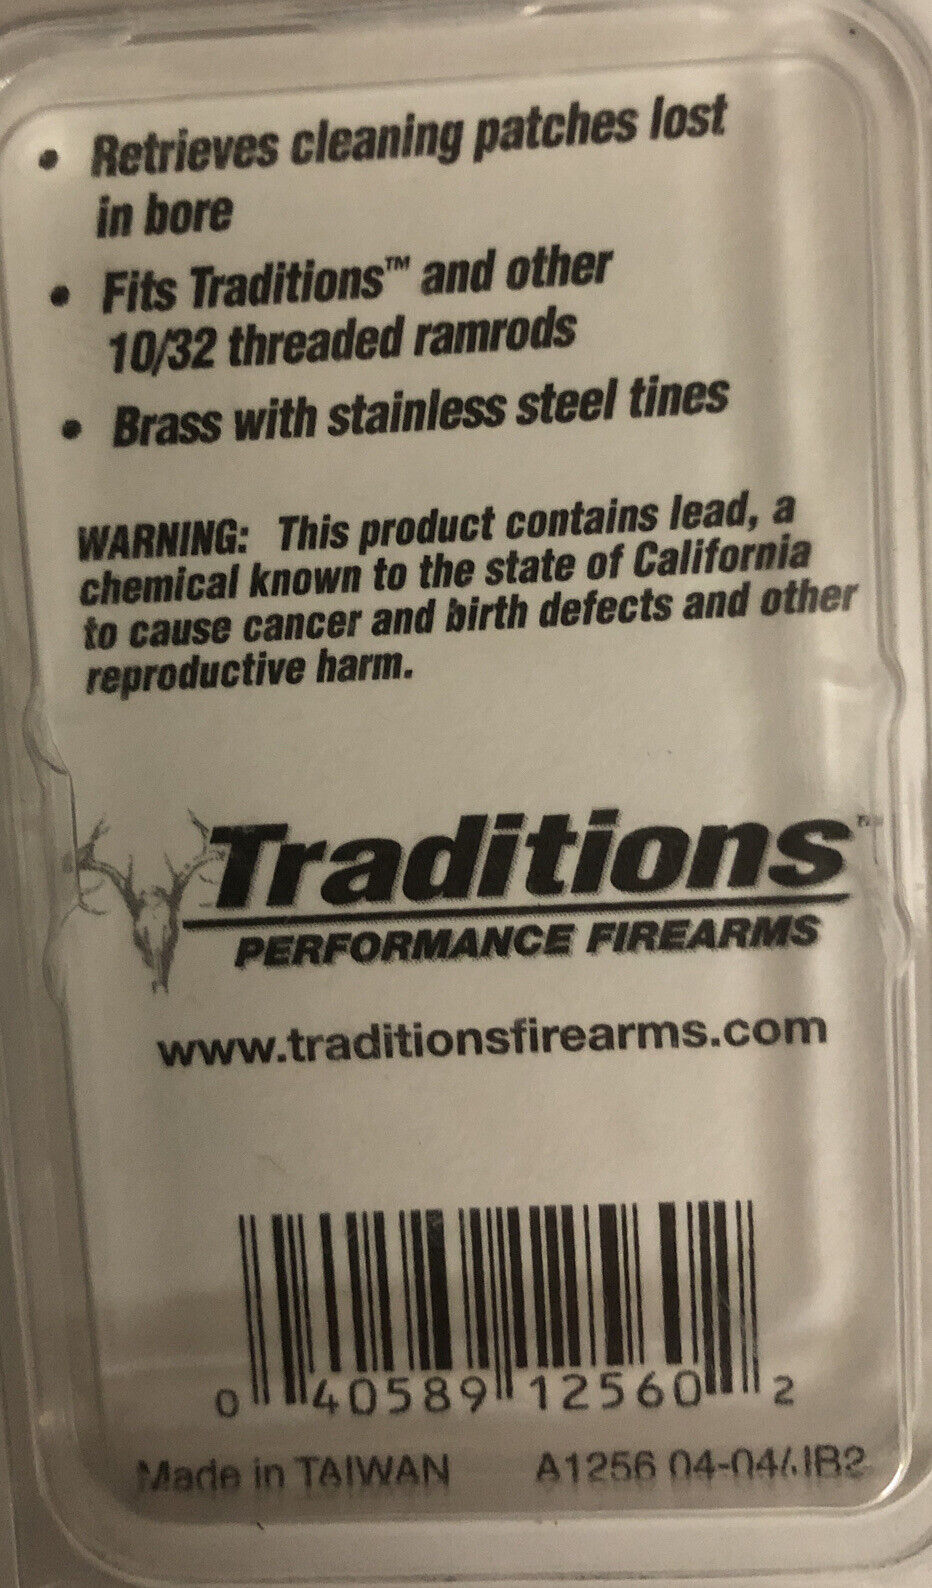 • Retrieves cleaning patches lost
in bore
• Fits Traditions™ and other
10/32 threaded ramrods
• Brass with stainless steel tines
WARNING: This product contains lead, a
chemical known to the state of California
to cause cancer and birth defects and other
reproductive harm.
Traditions™
PERFORMANCE FIREARMS
www.traditionsfirearms.com
0 40589 12560 2
Made in TAIWAN A1256